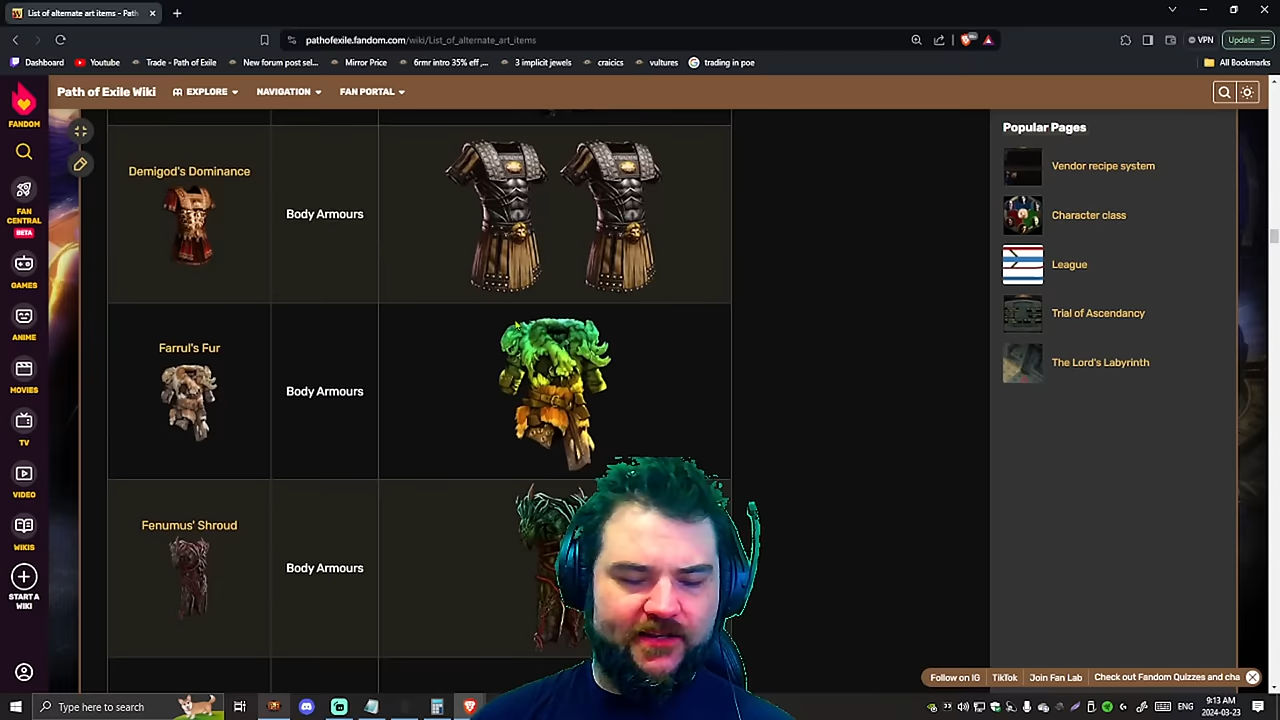 List of alternate art items - Path
pathofexile.fandom.com/wiki/List_of_alternate_art_items
VPN
Update
Dashboard
Youtube
Trade - Path of Exile
New forum post sel...
Mirror Price
6rmr intro 35% eff ,...
3 implicit jewels
craicics
vultures
trading in poe
All Bookmarks
Path of Exile Wiki
EXPLORE
NAVIGATION
FAN PORTAL
FANDOM
FAN
CENTRAL
BETA
GAMES
ANIME
MOVIES
TV
VIDEO
WIKIS
START A
WIKI
Demigod's Dominance
Body Armours
Farrul's Fur
Body Armours
Fenumus' Shroud
Body Armours
Popular Pages
Vendor recipe system
Character class
League
Trial of Ascendancy
The Lord's Labyrinth
Follow on IG
TikTok
Join Fan Lab
Check out Fandom Quizzes and cha
Type here to search
ENG
9:13 AM
2024-03-23